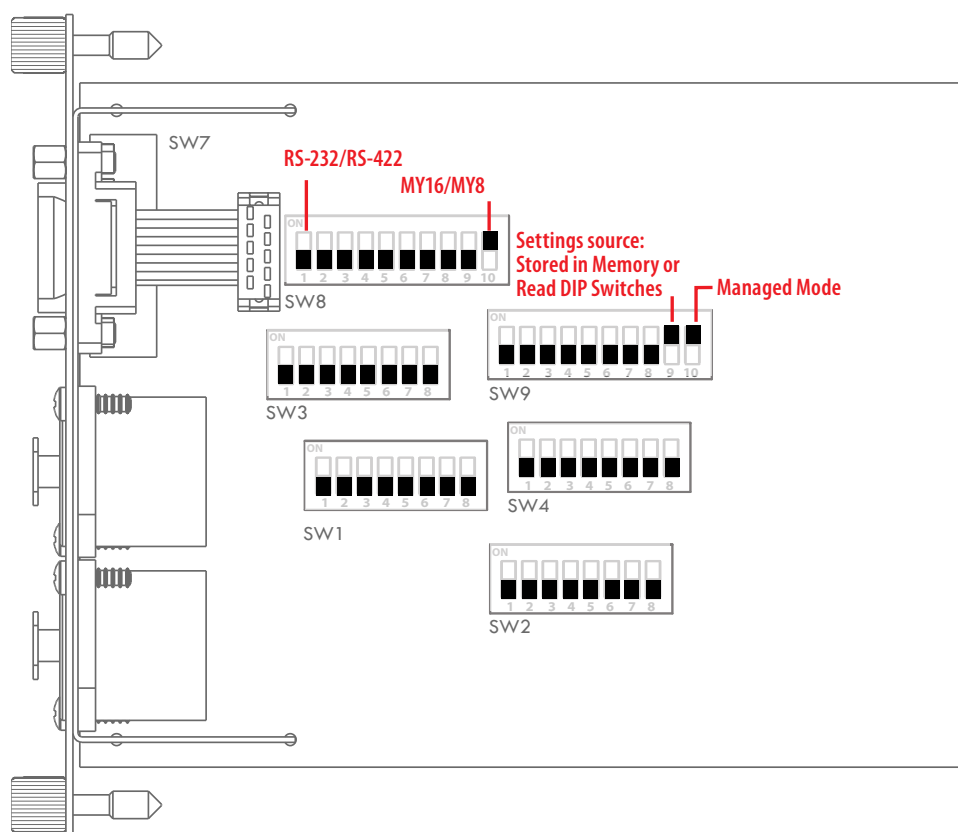 SW7
RS-232/RS-422
MY16/MY8
ON
1 2 3 4 5 6 7 8 9 10
SW8
Settings source:
Stored in Memory or
Read DIP Switches
Managed Mode
ON
1 2 3 4 5 6 7 8 9 10
SW9
ON
1 2 3 4 5 6 7 8
SW3
ON
1 2 3 4 5 6 7 8
SW4
ON
1 2 3 4 5 6 7 8
SW1
ON
1 2 3 4 5 6 7 8
SW2